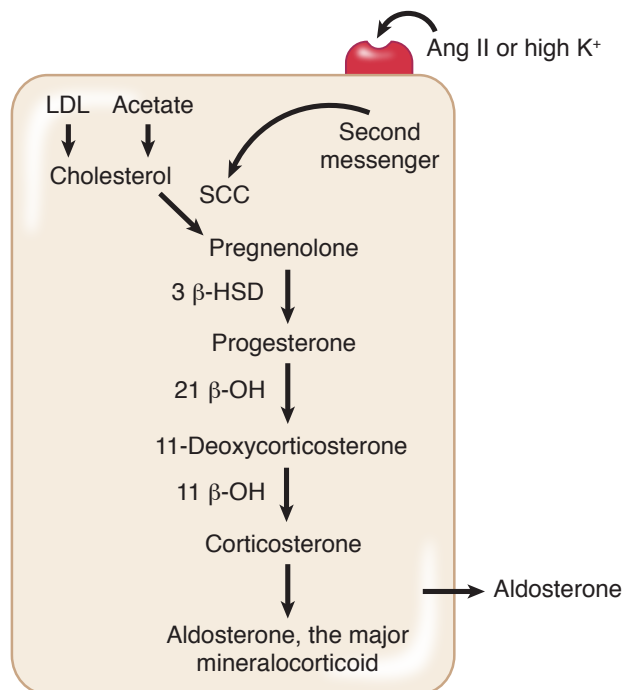 Ang II or high K⁺
LDL Acetate
Second
messenger
Cholesterol
SCC
Pregnenolone
3 β-HSD
Progesterone
21 β-OH
11-Deoxycorticosterone
11 β-OH
Corticosterone
Aldosterone
Aldosterone, the major
mineralocorticoid